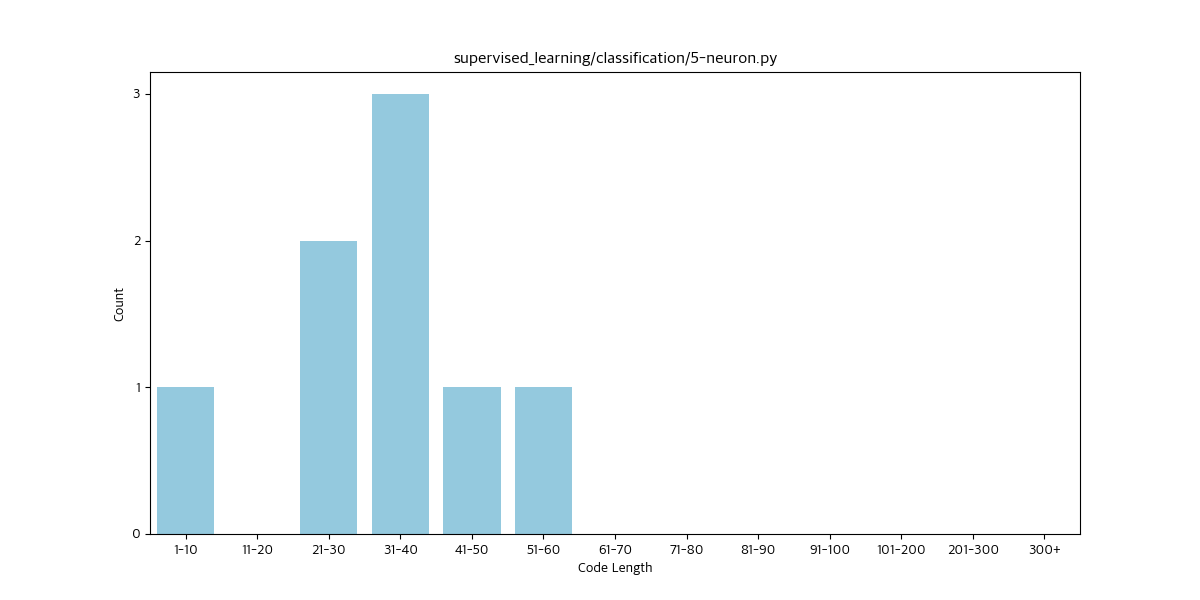 supervised_learning/classification/5-neuron.py
3
2
1
0
Count
1-10 11-20 21-30 31-40 41-50 51-60 61-70 71-80 81-90 91-100 101-200 201-300 300+
Code Length